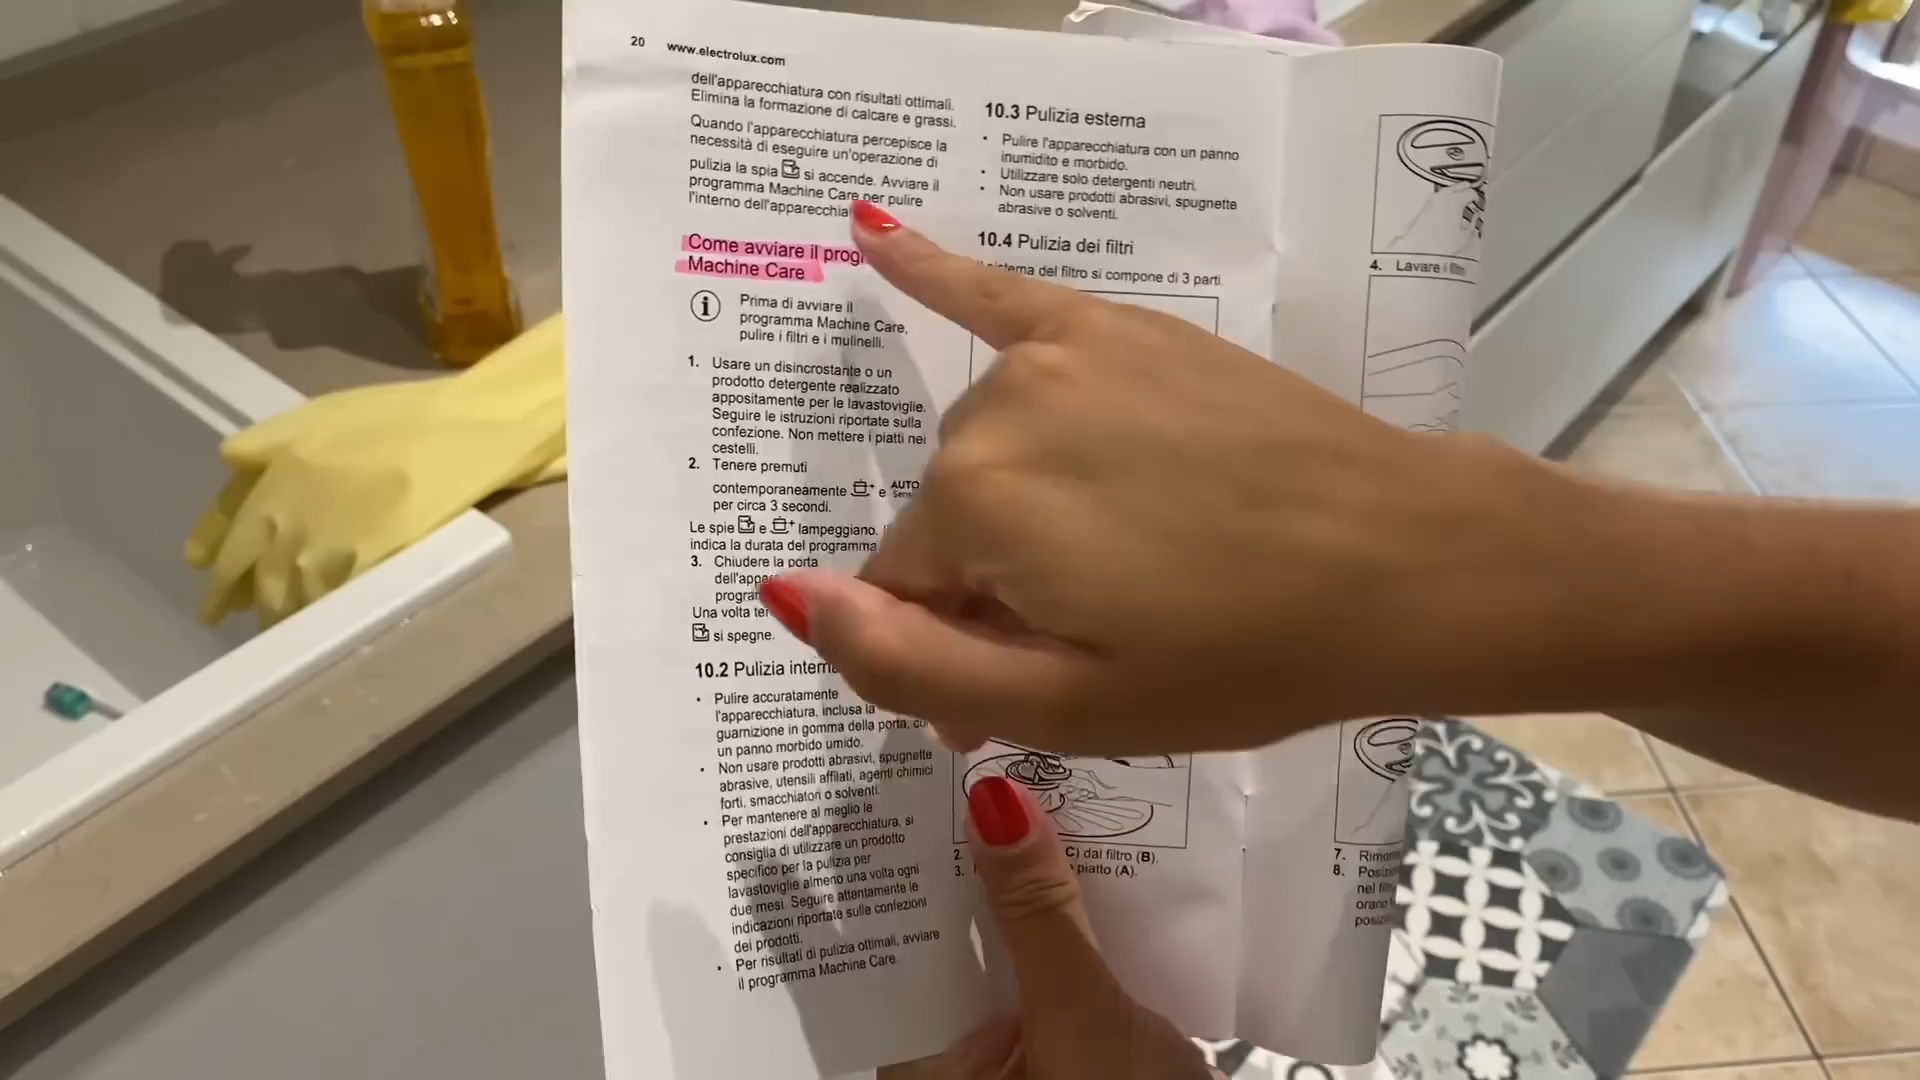 20 www.electrolux.com
dell'apparecchiatura con risultati ottimali.
Elimina la formazione di calcare e grassi.
Quando l'apparecchiatura percepisce la
necessità di eseguire un'operazione di
pulizia la spia si accende. Avviare il
programma Machine Care per pulire
l'interno
Come avviare il
Machine Care
Prima di avviare il
programma Machine Care,
pulire i filtri e i mulinelli.
1. Usare un disincrostante o un
prodotto detergente realizzato
appositamente per le lavastoviglie.
Seguire le istruzioni riportate sulla
confezione. Non mettere i piatti nei
cestelli.
2. Tenere premuti
contemporaneamente e AUTO
Sens
per circa 3 secondi.
Le spie e lampeggiano.
indica la durata del programma
3. Chiudere la porta
Una volta
si spegne.
10.2 Pulizia
• Pulire accuratamente
l'apparecchiatura, inclusa la
guarnizione in gomma della porta,
un panno morbido umido.
• Non usare prodotti abrasivi, spugnette
abrasive, utensili affilati, agenti chimici
forti, smacchiatori o solventi.
• Per mantenere al meglio le
prestazioni dell'apparecchiatura, si
consiglia di utilizzare un prodotto
specifico per la pulizia per
lavastoviglie almeno una volta ogni
due mesi. Seguire attentamente le
indicazioni riportate sulle confezioni
dei prodotti.
• Per risultati di pulizia ottimali, avviare
il programma Machine Care.
10.3 Pulizia esterna
• Pulire l'apparecchiatura con un panno
inumidito e morbido.
• Utilizzare solo detergenti neutri.
• Non usare prodotti abrasivi, spugnette
abrasive o solventi.
10.4 Pulizia dei filtri
del filtro si compone di 3 parti.
2. C) dal filtro (B).
3. piatto (A).
4. Lavare i
7.
8.
nel